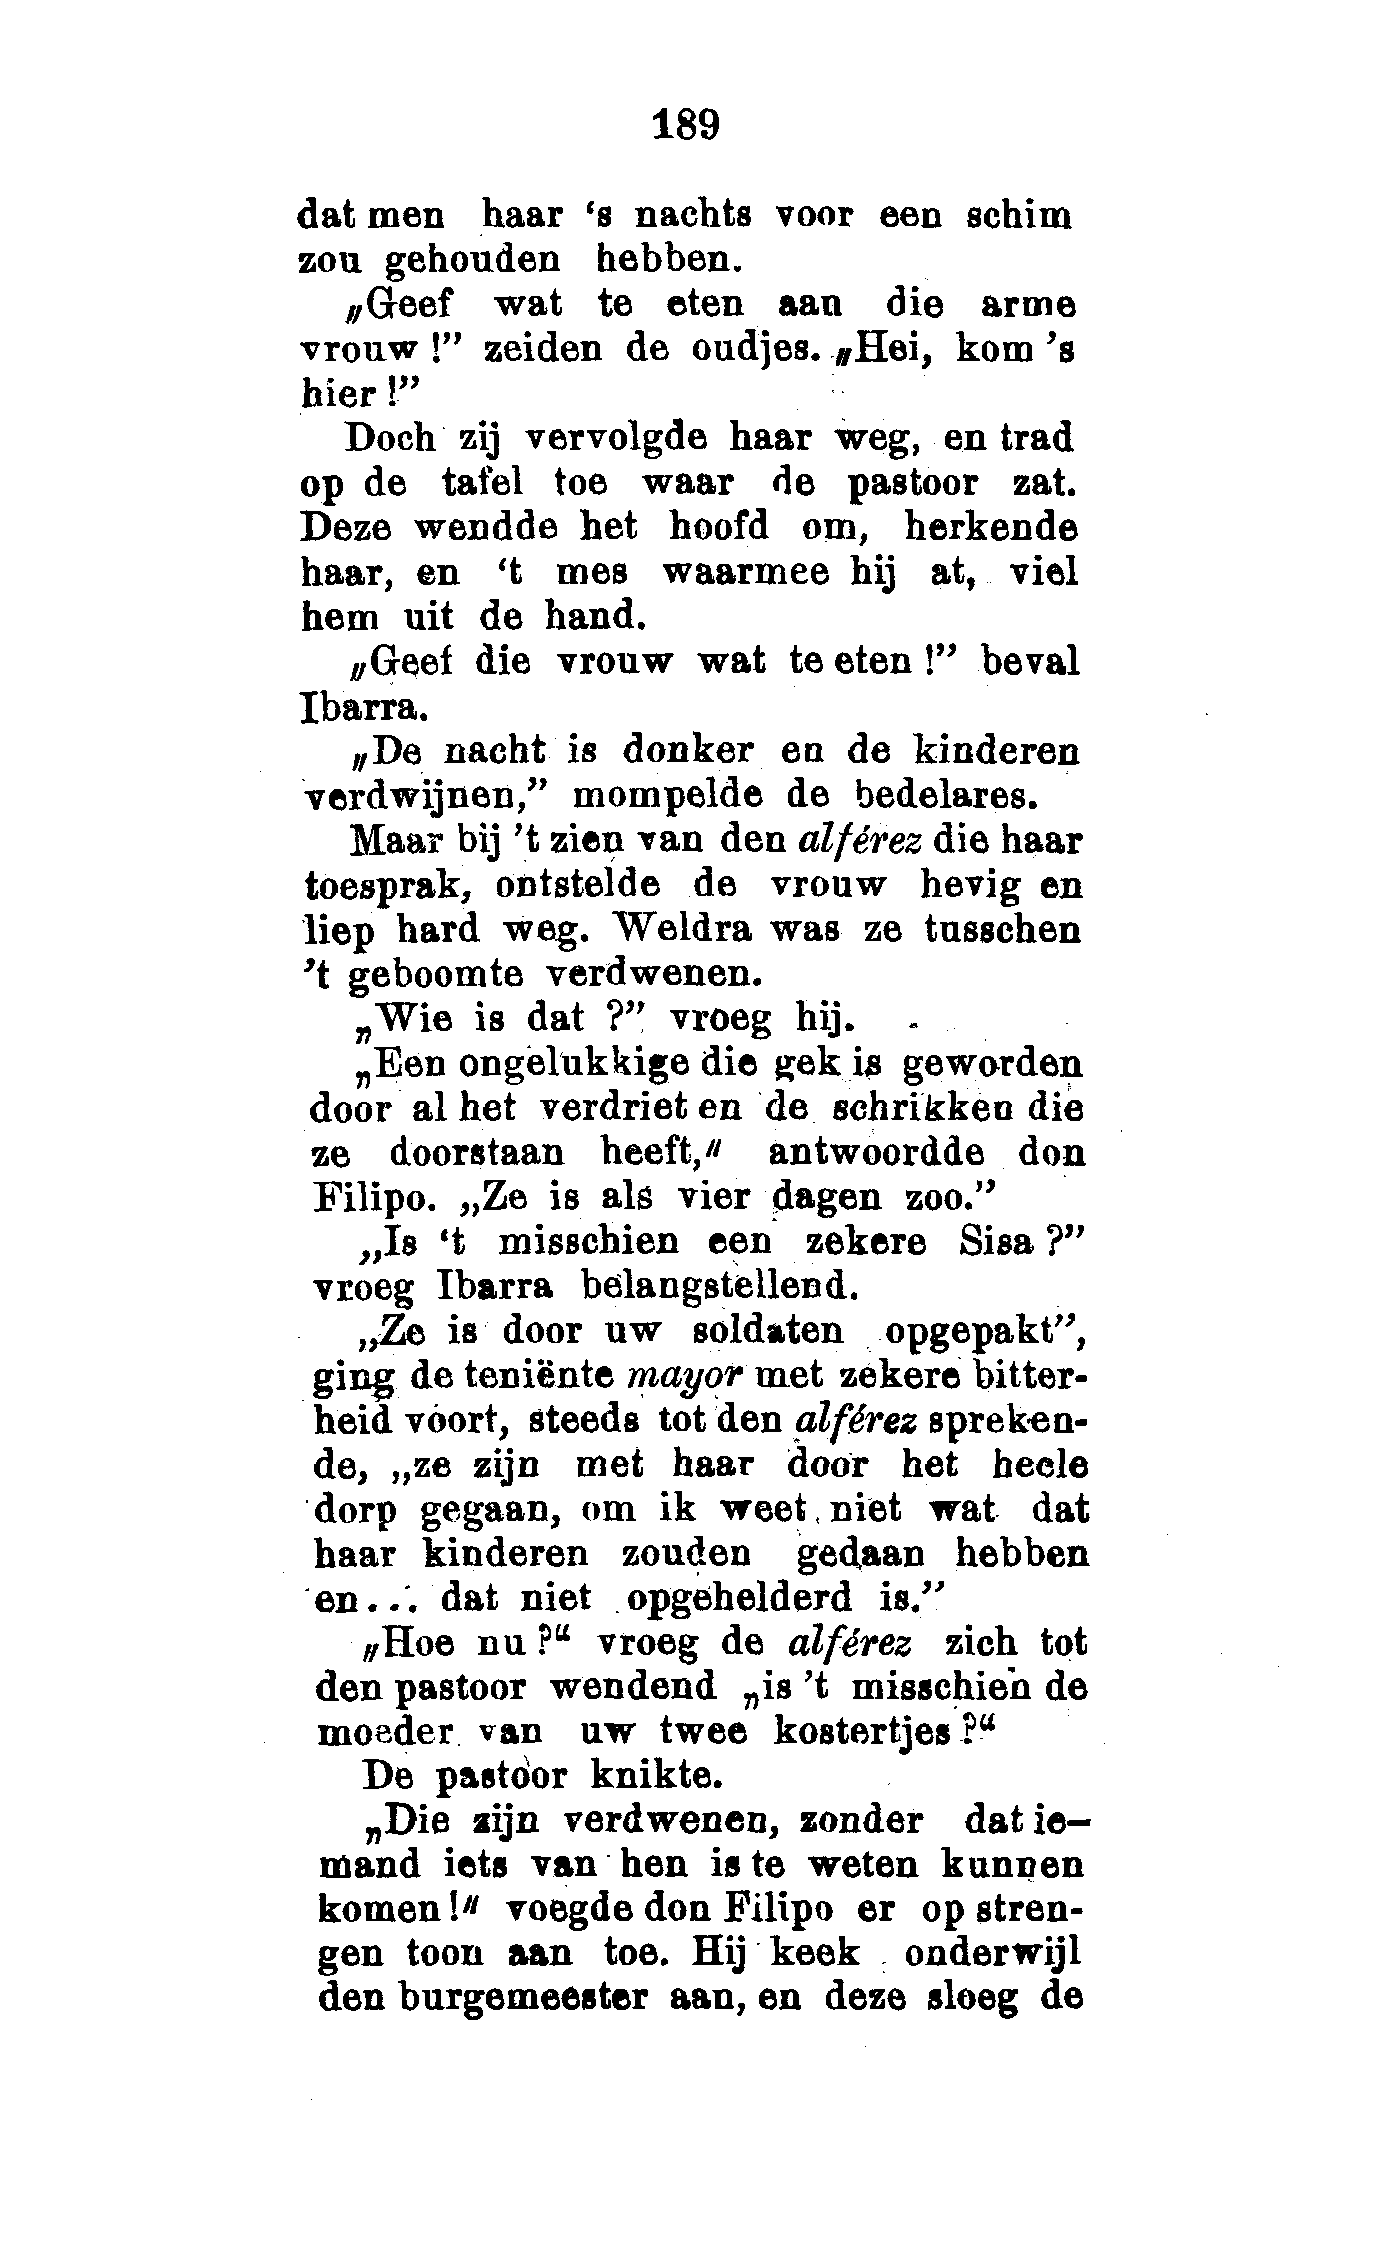 189
dat men haar ‘s nachts voor een schim
zou gehouden hebben.
„Geef wat te eten aan die arme
vrouw !” zeiden de oudjes. „Hei, kom ’s
hier !”
Doch zij vervolgde haar weg, en trad
op de tafel toe waar de pastoor zat.
Deze wendde het hoofd om, herkende
haar, en ‘t mes waarmee hij at, viel
hem uit de hand.
„Geef die vrouw wat te eten !” beval
Ibarra.
„De nacht is donker en de kinderen
verdwijnen,” mompelde de bedelares.
Maar bij ’t zien van den alférez die haar
toesprak, ontstelde de vrouw hevig en
liep hard weg. Weldra was ze tusschen
’t geboomte verdwenen.
„Wie is dat ?” vroeg hij.
„Een ongelukkige die gek is geworden
door al het verdriet en de schrikken die
ze doorstaan heeft,″ antwoordde don
Filipo. „Ze is als vier dagen zoo.”
„Is ‘t misschien een zekere Sisa ?”
vroeg Ibarra belangstellend.
„Ze is door uw soldaten opgepakt”,
ging de teniënte mayor met zekere bitter-
heid voort, steeds tot den alférez spreken-
de, „ze zijn met haar door het heele
dorp gegaan, om ik weet niet wat dat
haar kinderen zouden gedaan hebben
en... dat niet opgehelderd is.”
„Hoe nu ?“ vroeg de alférez zich tot
den pastoor wendend „is ’t misschien de
moeder van uw twee kostertjes ?“
De pastoor knikte.
„Die zijn verdwenen, zonder dat ie-
mand iets van hen is te weten kunnen
komen !″ voegde don Filipo er op stren-
gen toon aan toe. Hij keek onderwijl
den burgemeester aan, en deze sloeg de